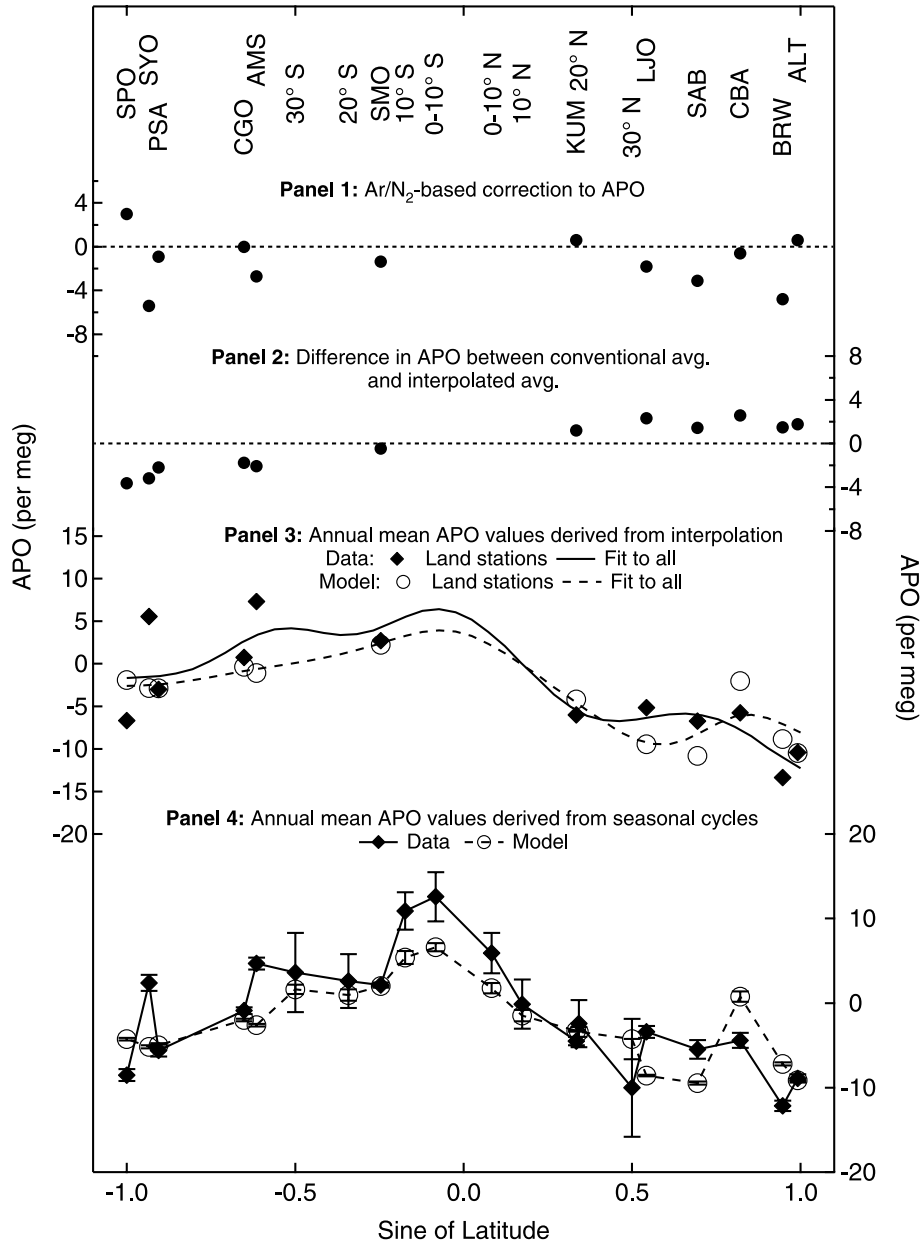 SPO
SYO
PSA
CGO
AMS
30° S
20° S
SMO
10° S
0-10° S
0-10° N
10° N
KUM
20° N
30° N
LJO
SAB
CBA
BRW
ALT
Panel 1: Ar/N₂-based correction to APO
4
0
-4
-8
Panel 2: Difference in APO between conventional avg.
and interpolated avg.
8
4
0
-4
-8
APO (per meg)
Panel 3: Annual mean APO values derived from interpolation
Data: Land stations Fit to all
Model: Land stations Fit to all
15
10
5
0
-5
-10
-15
-20
APO (per meg)
Panel 4: Annual mean APO values derived from seasonal cycles
Data Model
20
10
0
-10
-20
-1.0 -0.5 0.0 0.5 1.0
Sine of Latitude